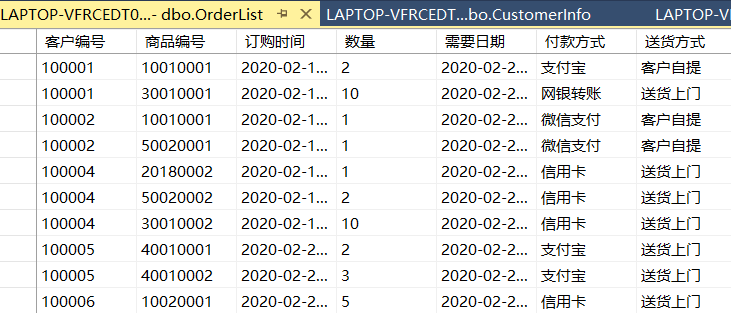 LAPTOP-VFRCEDT0...- dbo.OrderList LAPTOP-VFRCEDT...bo.CustomerInfo LAPTOP-VF
客户编号 商品编号 订购时间 数量 需要日期 付款方式 送货方式
100001 10010001 2020-02-1... 2 2020-02-2... 支付宝 客户自提
100001 30010001 2020-02-1... 10 2020-02-2... 网银转账 送货上门
100002 10010001 2020-02-1... 1 2020-02-2... 微信支付 客户自提
100002 50020001 2020-02-1... 1 2020-02-2... 微信支付 客户自提
100004 20180002 2020-02-1... 1 2020-02-2... 信用卡 送货上门
100004 50020002 2020-02-1... 2 2020-02-2... 信用卡 送货上门
100004 30010002 2020-02-1... 10 2020-02-2... 信用卡 送货上门
100005 40010001 2020-02-2... 2 2020-02-2... 支付宝 送货上门
100005 40010002 2020-02-2... 3 2020-02-2... 支付宝 送货上门
100006 10020001 2020-02-2... 5 2020-02-2... 信用卡 送货上门